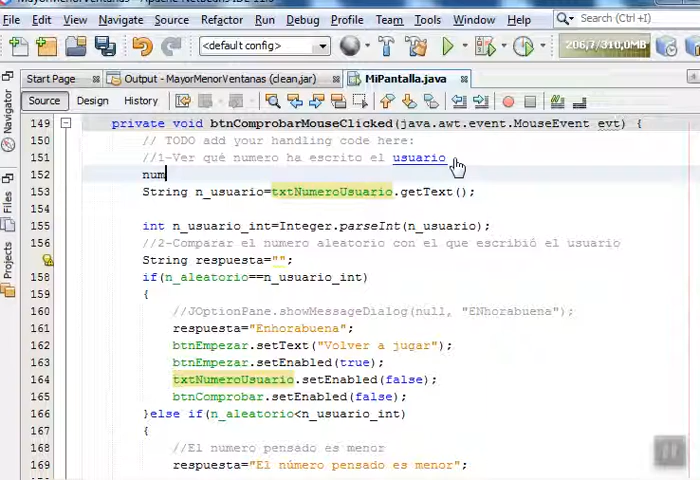 File Edit View Navigate Source Refactor Run Debug Profile Team Tools Window Help Search (Ctrl+I)
<default config> 206,7/310,0MB
Start Page Output - MayorMenorVentanas (clean,jar) MiPantalla.java
Source Design History
149 private void btnComprobarMouseClicked(java.awt.event.MouseEvent evt) {
150 // TODO add your handling code here:
151 //1-Ver qué numero ha escrito el usuario
152 num
153 String n_usuario=txtNumeroUsuario.getText();
154
155 int n_usuario_int=Integer.parseInt(n_usuario);
156 //2-Comparar el numero aleatorio con el que escribió el usuario
String respuesta="";
158 if(n_aleatorio==n_usuario_int)
159 {
160 //JOptionPane.showMessageDialog(null, "ENhorabuena");
161 respuesta="Enhorabuena";
162 btnEmpezar.setText("Volver a jugar");
163 btnEmpezar.setEnabled(true);
164 txtNumeroUsuario.setEnabled(false);
165 btnComprobar.setEnabled(false);
166 }else if(n_aleatorio<n_usuario_int)
167 {
168 //El numero pensado es menor
169 respuesta="El número pensado es menor";
Navigator
Files
Projects